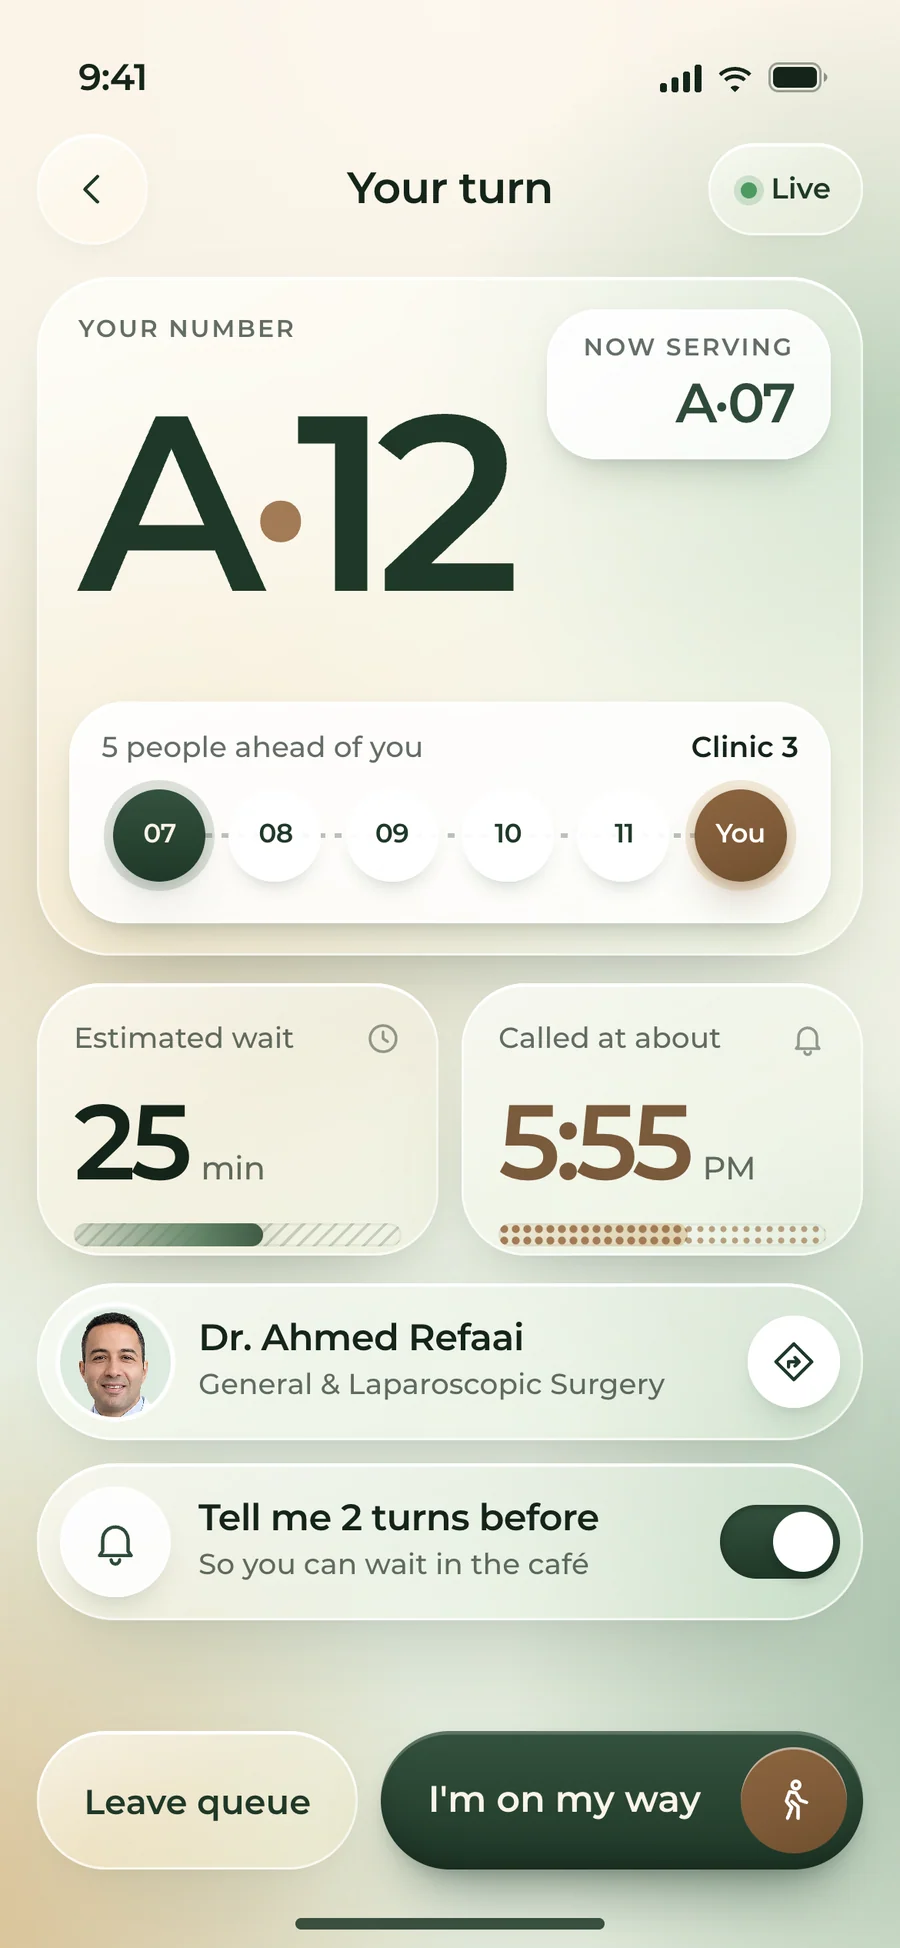 9:41
Your turn
Live
YOUR NUMBER
NOW SERVING
A·07
A·12
5 people ahead of you
Clinic 3
07 08 09 10 11 You
Estimated wait
25 min
Called at about
5:55 PM
Dr. Ahmed Refaai
General & Laparoscopic Surgery
Tell me 2 turns before
So you can wait in the café
Leave queue
I'm on my way